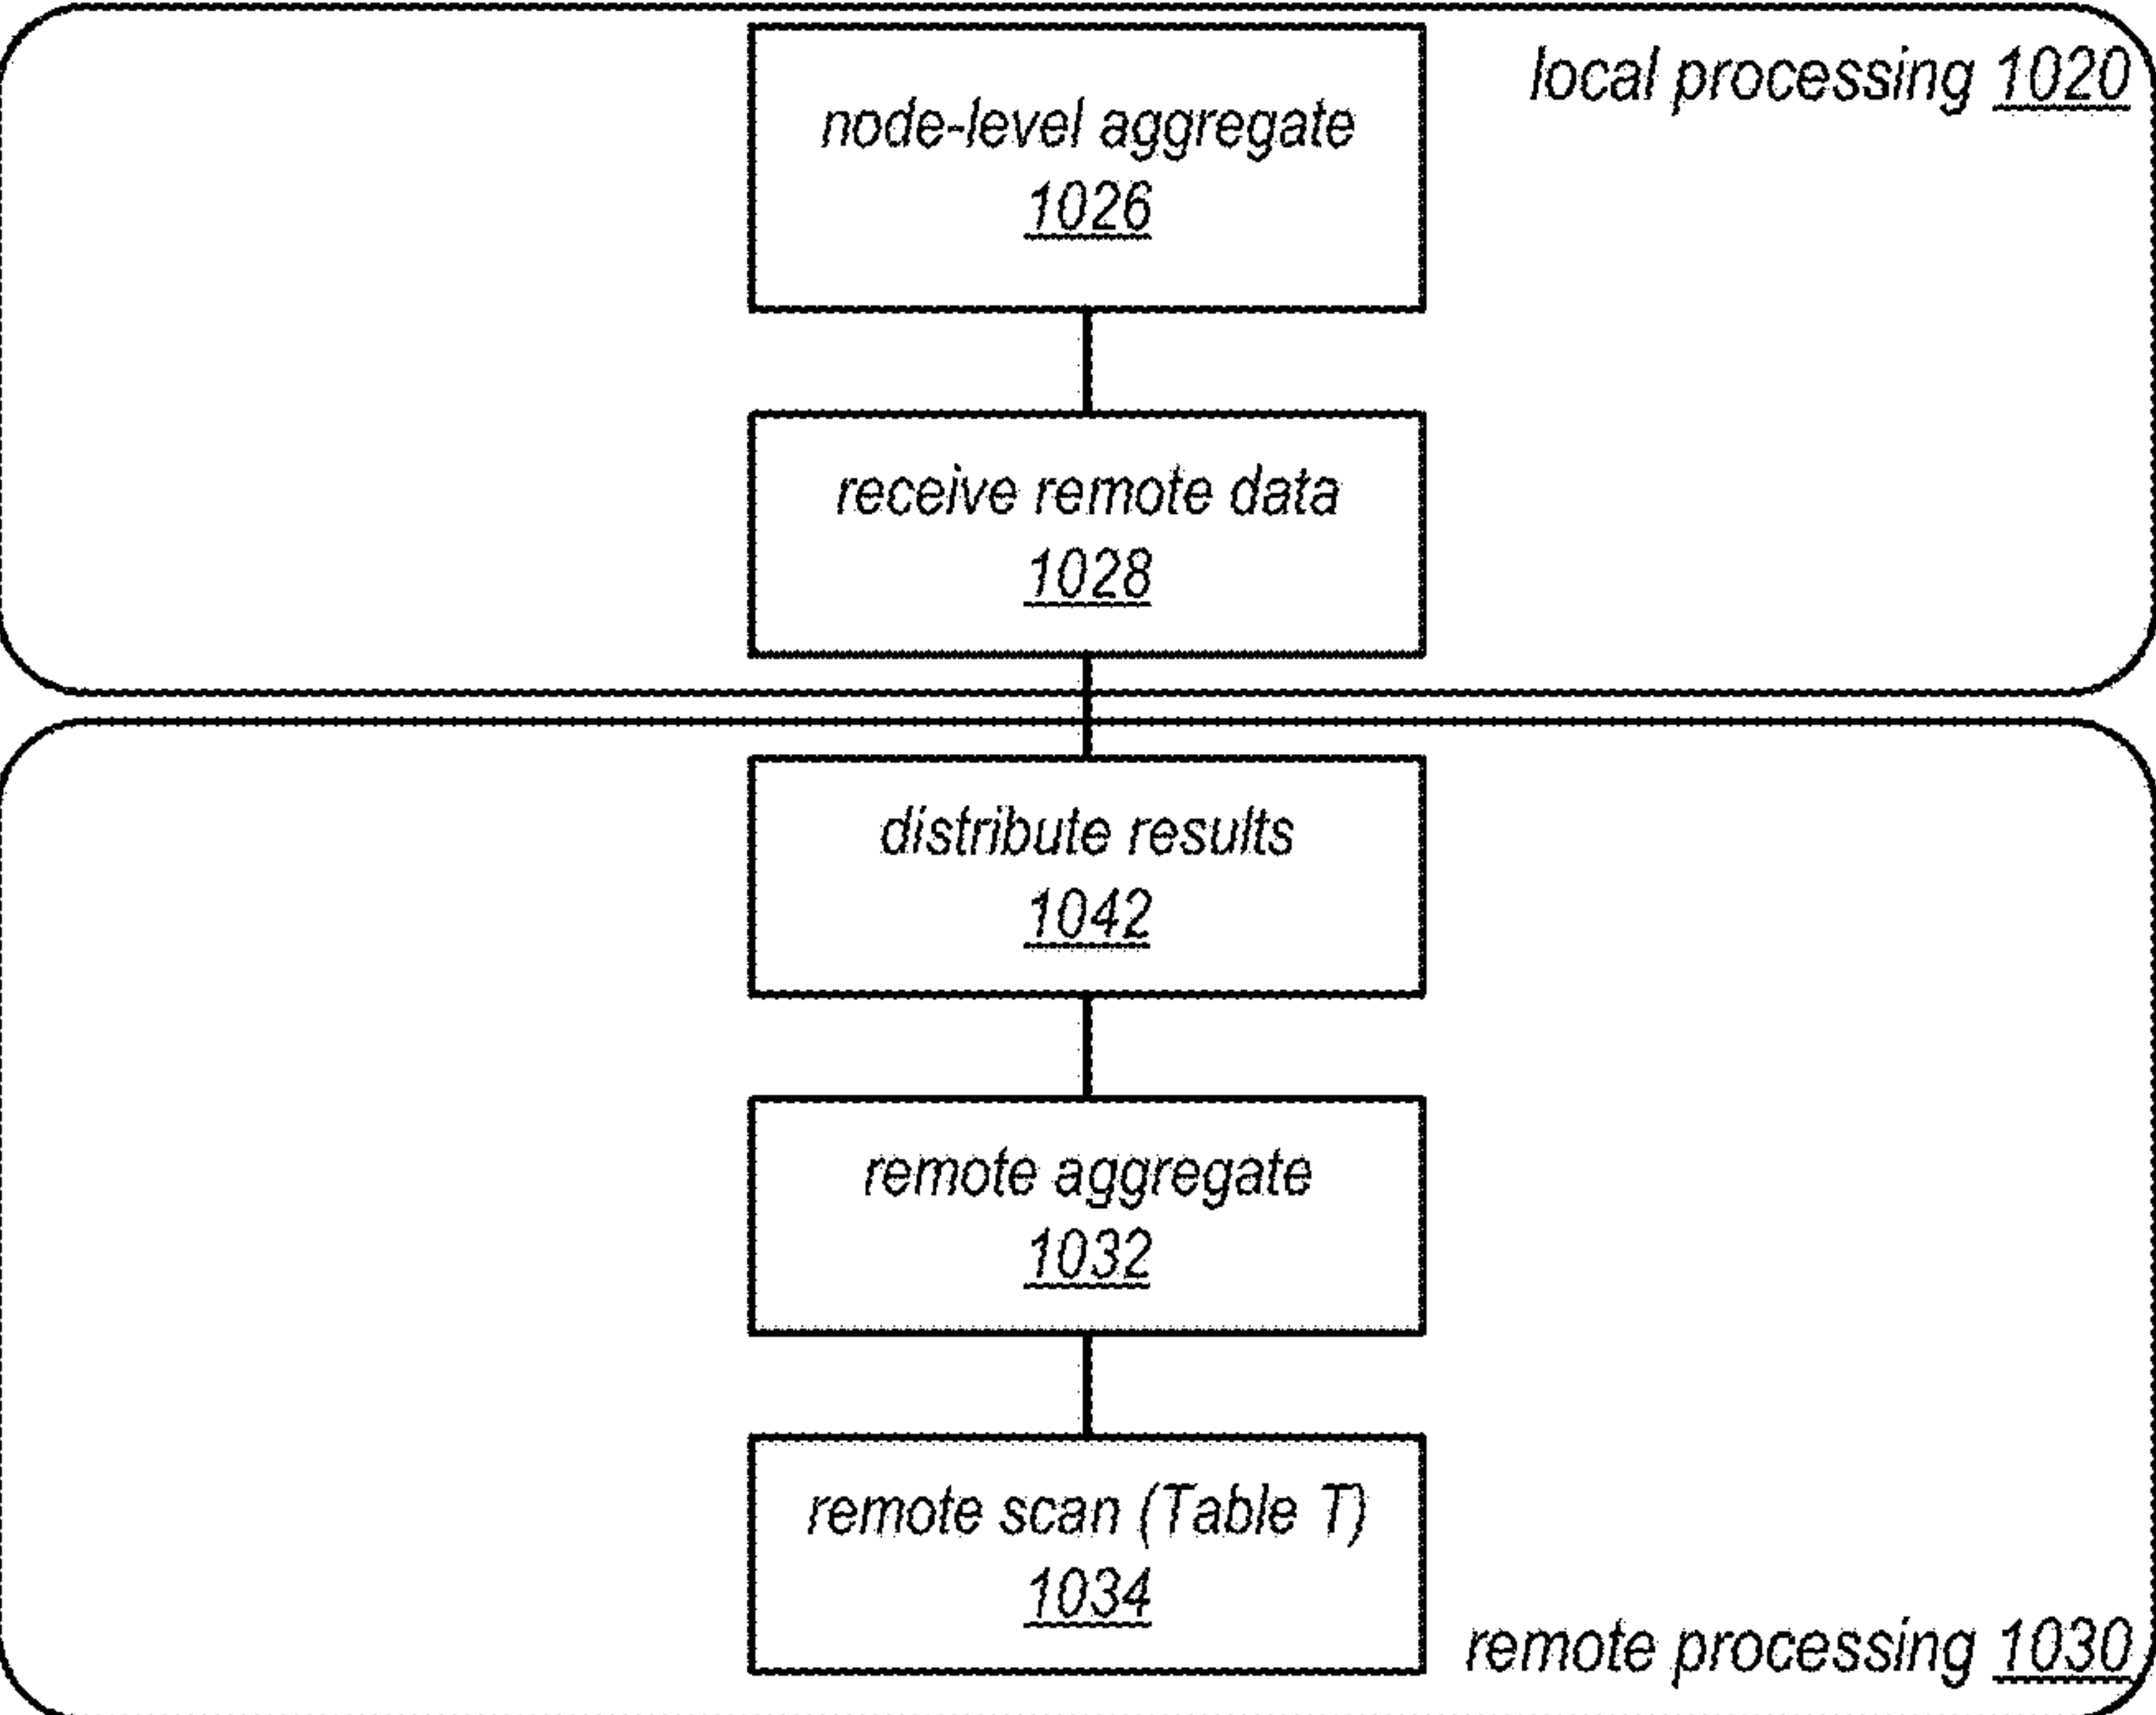 local processing 1020
node-level aggregate
1026
receive remote data
1028
distribute results
1042
remote aggregate
1032
remote scan (Table T)
1034
remote processing 1030